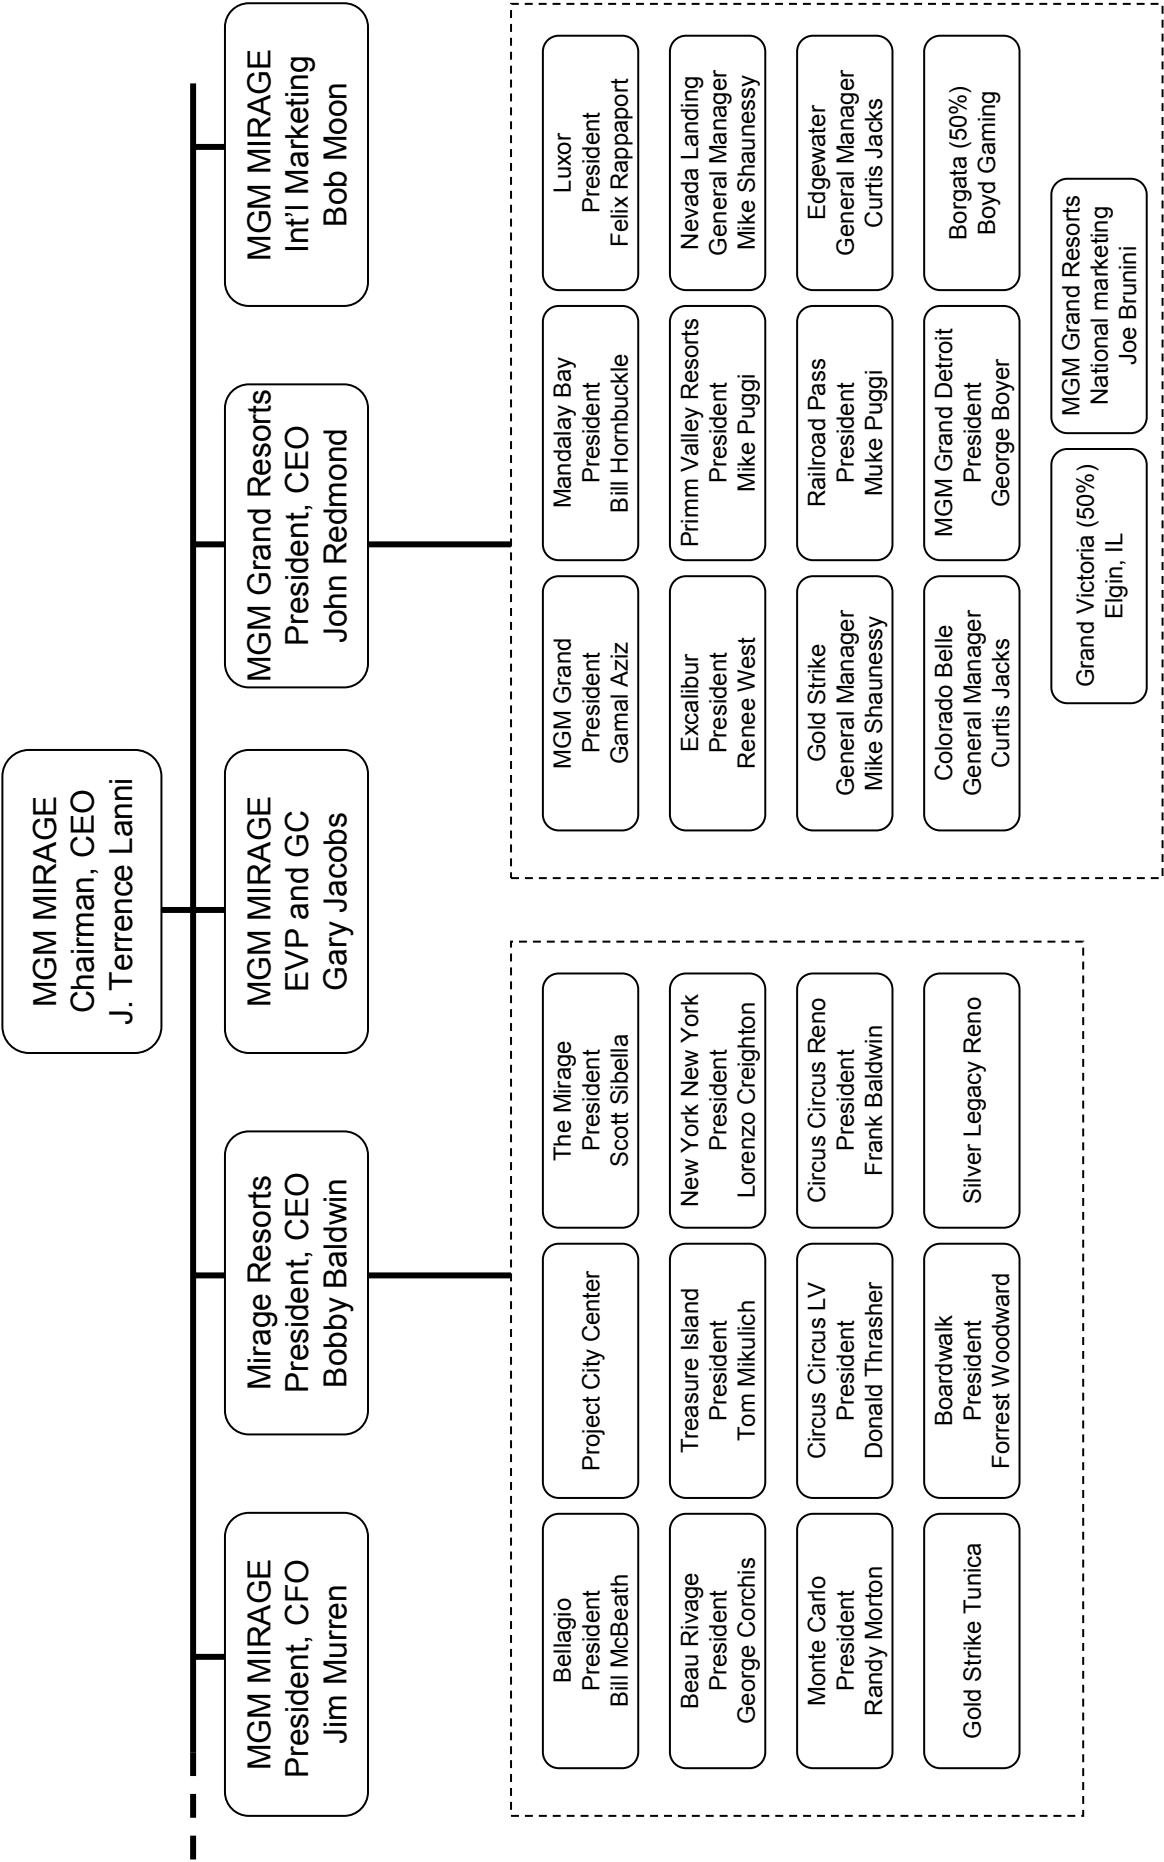 MGM MIRAGE
Chairman, CEO
J. Terrence Lanni
MGM MIRAGE
President, CFO
Jim Murren
Mirage Resorts
President, CEO
Bobby Baldwin
MGM MIRAGE
EVP and GC
Gary Jacobs
MGM Grand Resorts
President, CEO
John Redmond
MGM MIRAGE
Int'l Marketing
Bob Moon
Bellagio
President
Bill McBeath
Project City Center
The Mirage
President
Scott Sibella
Beau Rivage
President
George Corchis
Treasure Island
President
Tom Mikulich
New York New York
President
Lorenzo Creighton
Monte Carlo
President
Randy Morton
Circus Circus LV
President
Donald Thrasher
Circus Circus Reno
President
Frank Baldwin
Gold Strike Tunica
Boardwalk
President
Forrest Woodward
Silver Legacy Reno
MGM Grand
President
Gamal Aziz
Mandalay Bay
President
Bill Hornbuckle
Luxor
President
Felix Rappaport
Excalibur
President
Renee West
Primm Valley Resorts
President
Mike Puggi
Nevada Landing
General Manager
Mike Shaunessy
Gold Strike
General Manager
Mike Shaunessy
Railroad Pass
President
Muke Puggi
Edgewater
General Manager
Curtis Jacks
Colorado Belle
General Manager
Curtis Jacks
MGM Grand Detroit
President
George Boyer
Borgata (50%)
Boyd Gaming
Grand Victoria (50%)
Elgin, IL
MGM Grand Resorts
National marketing
Joe Brunini